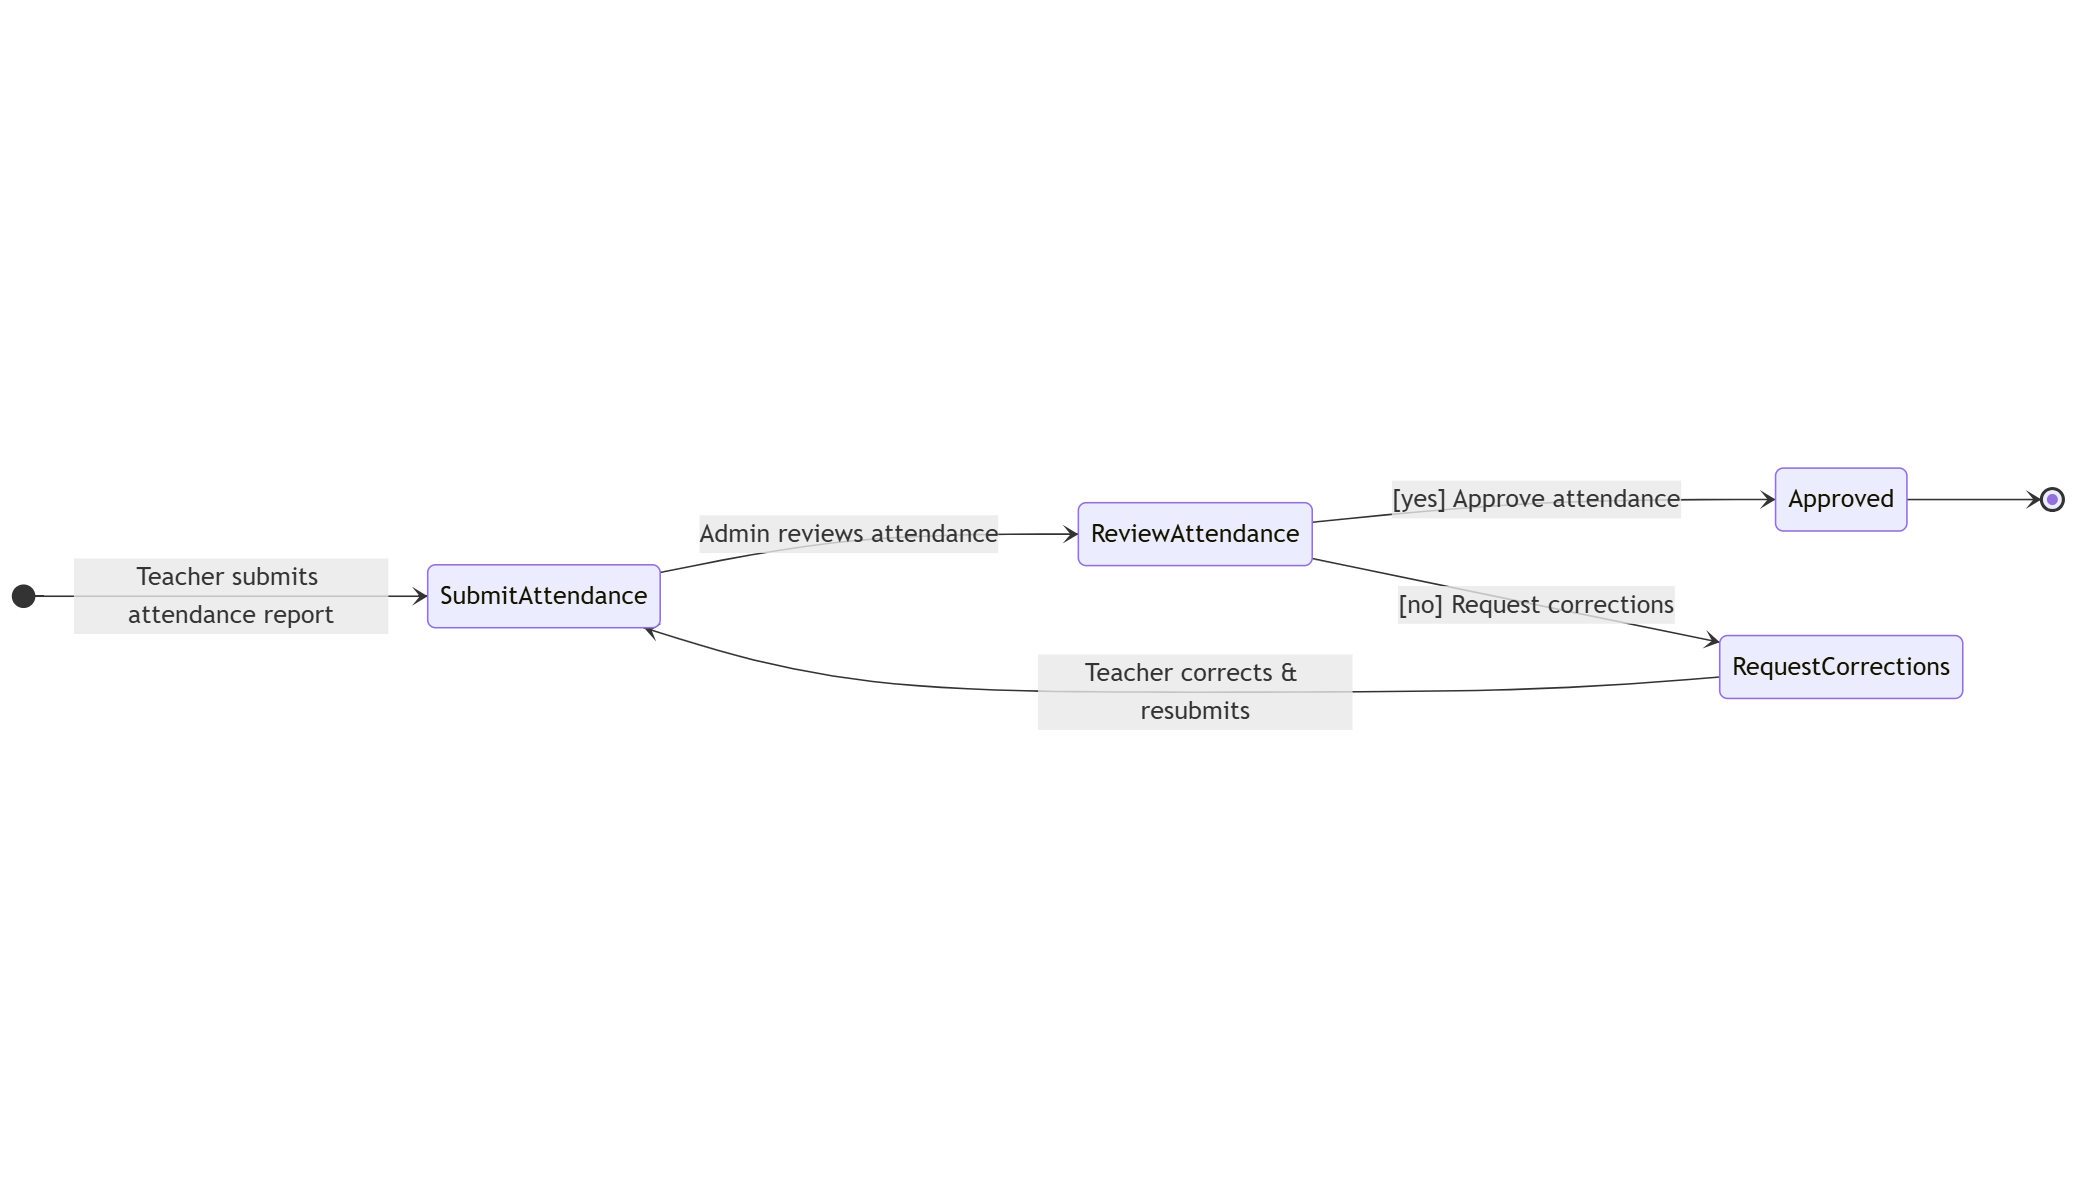 Teacher submits
attendance report
SubmitAttendance
Admin reviews attendance
ReviewAttendance
[yes] Approve attendance
Approved
[no] Request corrections
RequestCorrections
Teacher corrects &
resubmits